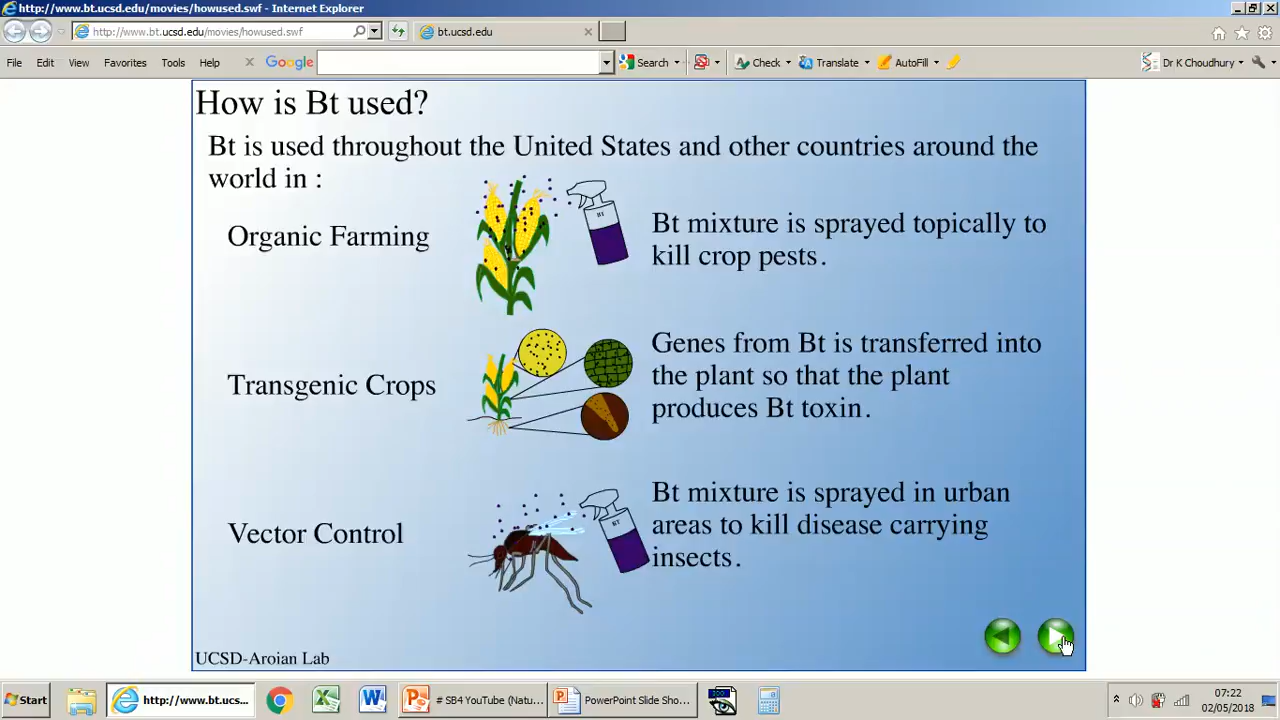 http://www.bt.ucsd.edu/movies/howused.swf - Internet Explorer
http://www.bt.ucsd.edu/movies/howused.swf
bt.ucsd.edu
File Edit View Favorites Tools Help
Google Search Check Translate AutoFill Dr K Choudhury
How is Bt used?
Bt is used throughout the United States and other countries around the
world in :
Organic Farming
BT
Bt mixture is sprayed topically to
kill crop pests.
Transgenic Crops
Genes from Bt is transferred into
the plant so that the plant
produces Bt toxin.
Vector Control
BT
Bt mixture is sprayed in urban
areas to kill disease carrying
insects.
UCSD-Aroian Lab
Start http://www.bt.ucs... # SB4 YouTube (Natu... PowerPoint Slide Sho...
07:22
02/05/2018